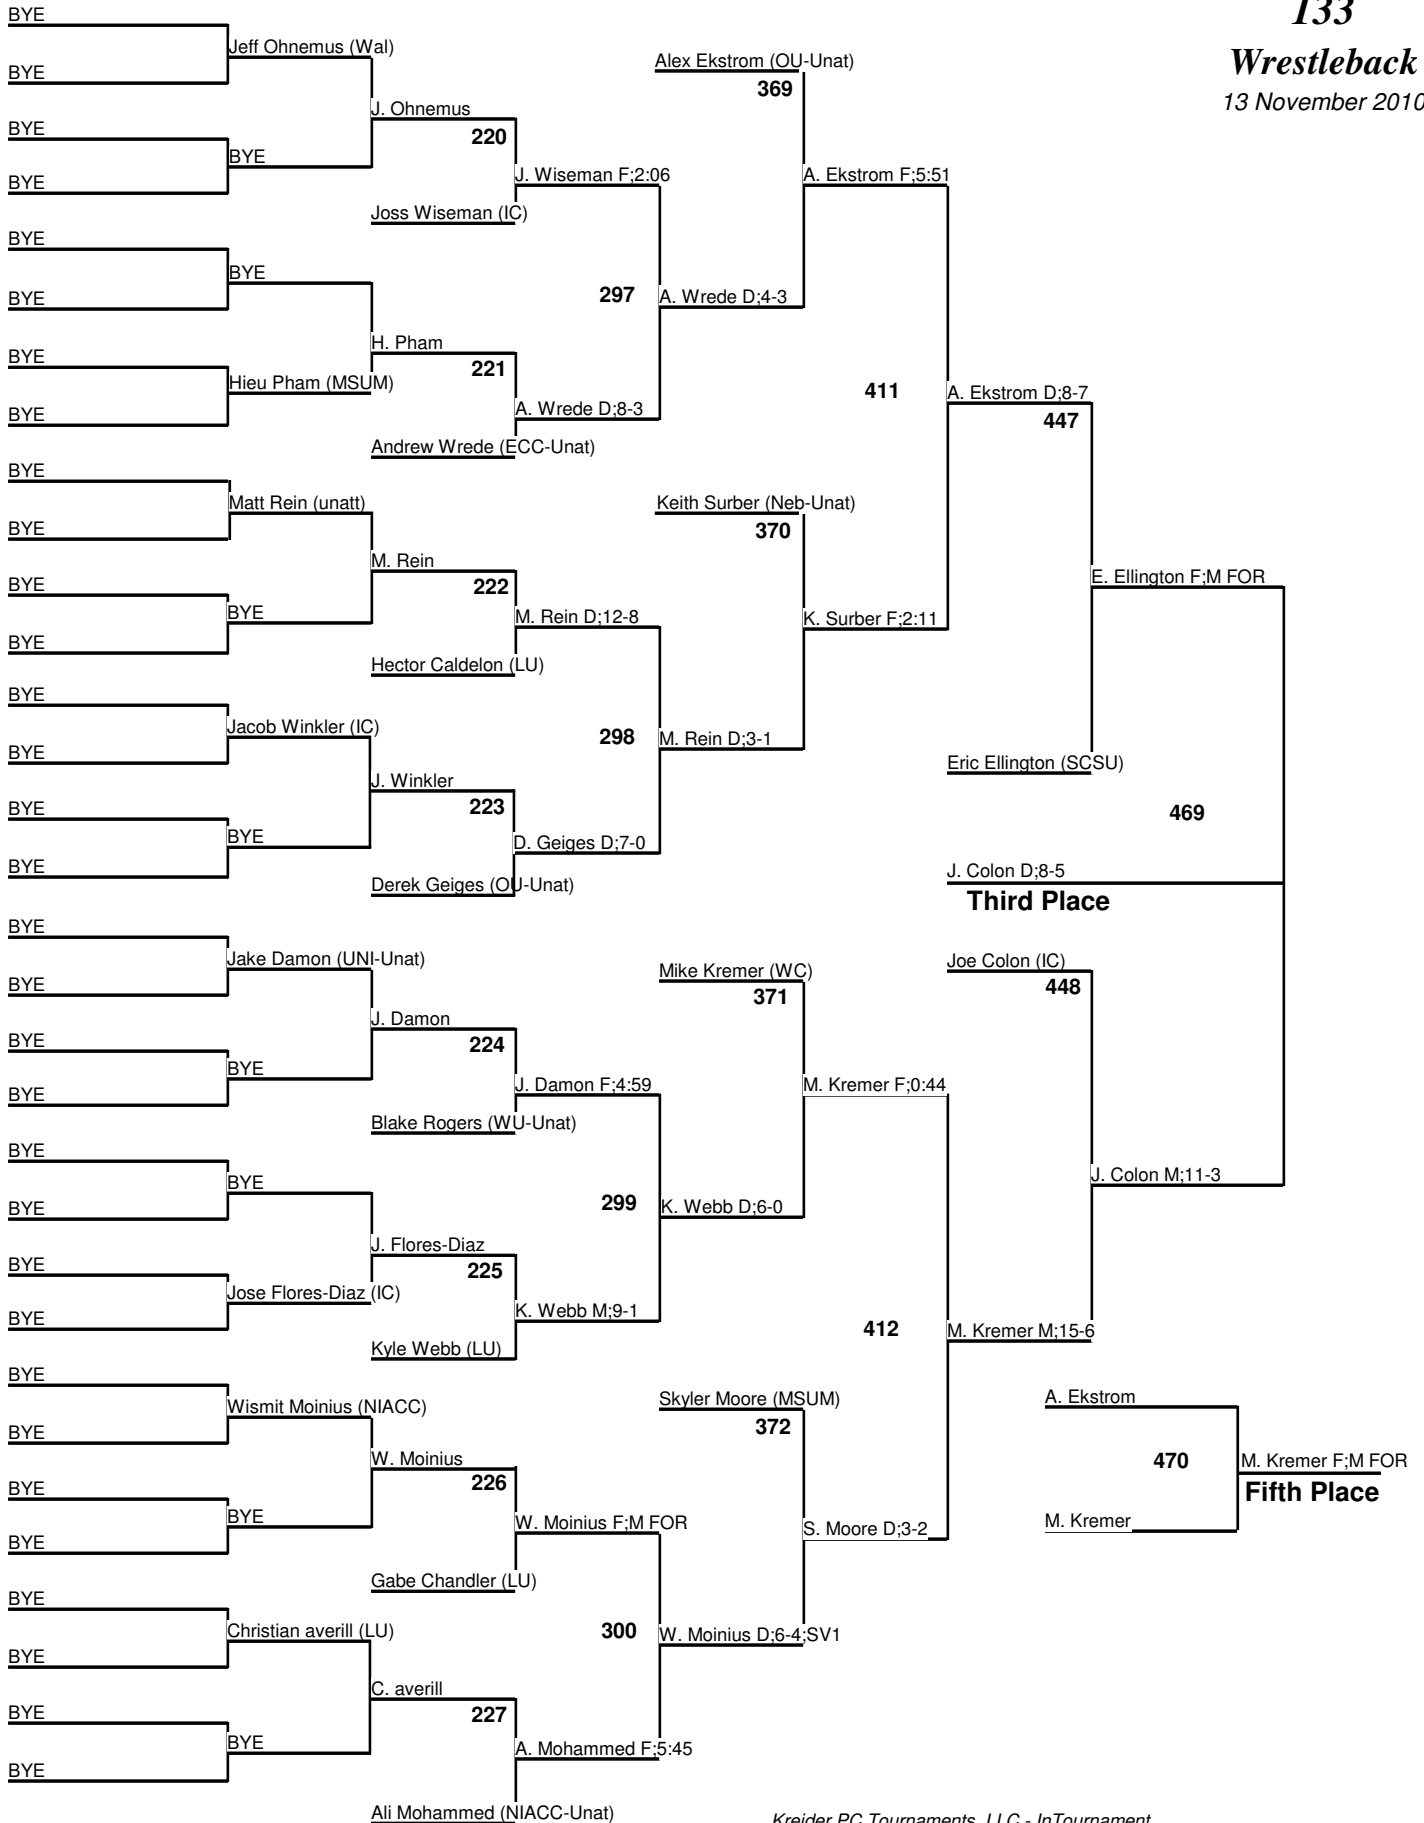 133
Wrestleback
13 November 2010
BYE
Jeff Ohnemus (Wal)
BYE
J. Ohnemus
220
BYE
BYE
BYE
J. Wiseman F;2:06
Joss Wiseman (IC)
BYE
BYE
BYE
297
A. Wrede D;4-3
H. Pham
221
BYE
Hieu Pham (MSUM)
BYE
A. Wrede D;8-3
Andrew Wrede (ECC-Unat)
Alex Ekstrom (OU-Unat)
369
A. Ekstrom F;5:51
411
A. Ekstrom D;8-7
447
BYE
Matt Rein (unatt)
BYE
M. Rein
222
BYE
BYE
BYE
M. Rein D;12-8
Hector Caldelon (LU)
BYE
Jacob Winkler (IC)
BYE
298
M. Rein D;3-1
J. Winkler
223
BYE
BYE
BYE
D. Geiges D;7-0
Derek Geiges (OU-Unat)
Keith Surber (Neb-Unat)
370
K. Surber F;2:11
E. Ellington F;M FOR
Eric Ellington (SCSU)
469
J. Colon D;8-5
Third Place
BYE
Jake Damon (UNI-Unat)
BYE
J. Damon
224
BYE
BYE
BYE
J. Damon F;4:59
Blake Rogers (WU-Unat)
BYE
BYE
BYE
299
K. Webb D;6-0
J. Flores-Diaz
225
BYE
Jose Flores-Diaz (IC)
BYE
K. Webb M;9-1
Kyle Webb (LU)
Mike Kremer (WC)
371
M. Kremer F;0:44
Joe Colon (IC)
448
J. Colon M;11-3
412
M. Kremer M;15-6
BYE
Wismit Moinius (NIACC)
BYE
W. Moinius
226
BYE
BYE
BYE
W. Moinius F;M FOR
Gabe Chandler (LU)
BYE
Christian averill (LU)
BYE
300
W. Moinius D;6-4;SV1
C. averill
227
BYE
BYE
BYE
A. Mohammed F;5:45
Ali Mohammed (NIACC-Unat)
Skyler Moore (MSUM)
372
S. Moore D;3-2
A. Ekstrom
470
M. Kremer F;M FOR
Fifth Place
M. Kremer
Kreider PC Tournaments, LLC - InTournament